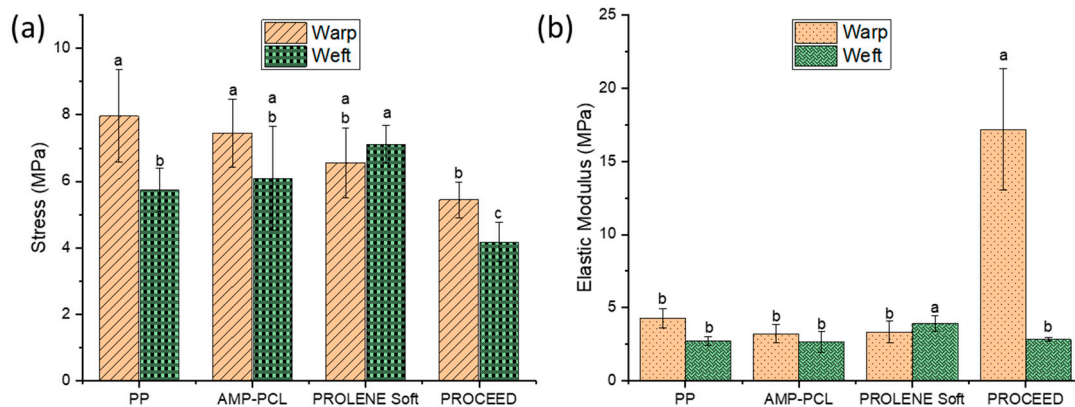 (a)
Warp
Weft
Stress (MPa)
10
8
6
4
2
0
a
b
a
a
b
a
b
a
b
c
PP
AMP-PCL
PROLENE Soft
PROCEED
(b)
Warp
Weft
Elastic Modulus (MPa)
25
20
15
10
5
0
b
b
b
b
b
a
a
b
PP
AMP-PCL
PROLENE Soft
PROCEED